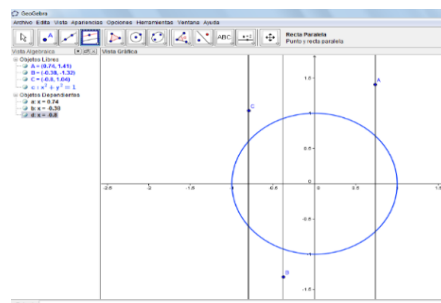 GeoGebra
Archivo Edita Vista Apariencias Opciones Herramientas Ventana Ayuda
ABC
Recta Paralela
Punto y recta paralela
Vista Algebraica
Vista Gráfica
Objetos Libres
A = (0.74, 1.41)
B = (-0.38, -1.32)
C = (-0.8, 1.04)
c: x² + y² = 1
Objetos Dependientes
a: x = 0.74
b: x = -0.38
d: x = -0.8
1.5
A
C
1
0.5
-2.5 -2 -1 -0.5 0 0.5 1 1.5
-0.5
-1
B
-1.5